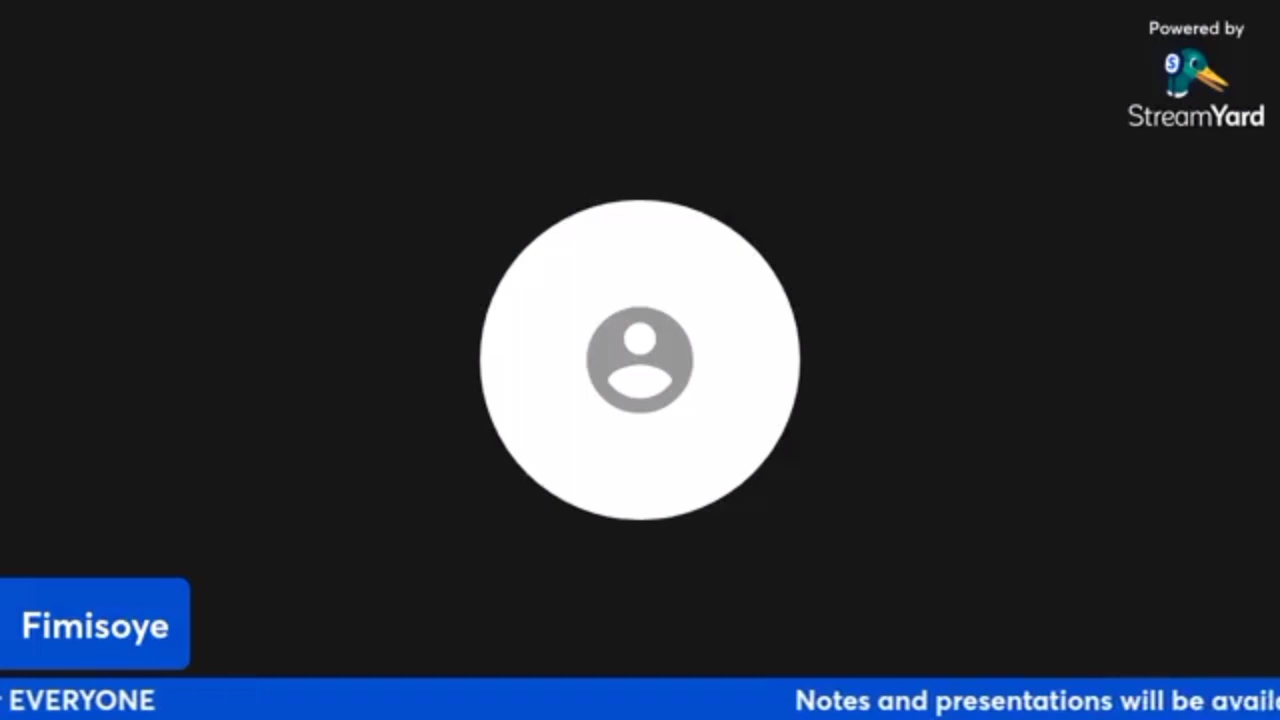 Powered by
StreamYard
Fimisoye
EVERYONE
Notes and presentations will be